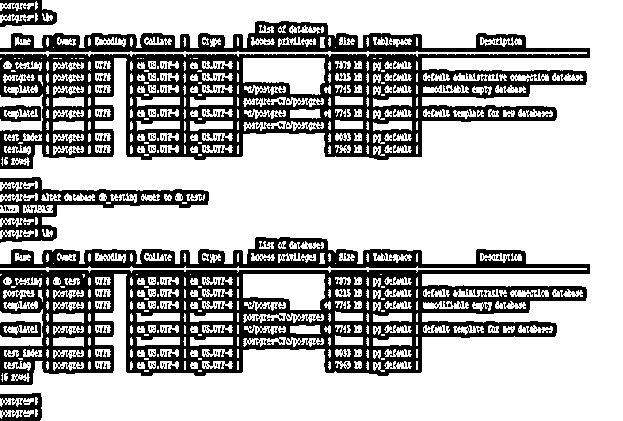 postgres=#
postgres=# \l+
List of databases
Name | Owner | Encoding | Collate | Ctype | Access privileges | Size | Tablespace | Description
db_testing | postgres | UTF8 | en_US.UTF-8 | en_US.UTF-8 | | 7879 kB | pg_default |
postgres | postgres | UTF8 | en_US.UTF-8 | en_US.UTF-8 | | 8215 kB | pg_default | default administrative connection database
template0 | postgres | UTF8 | en_US.UTF-8 | en_US.UTF-8 | =c/postgres +| 7745 kB | pg_default | unmodifiable empty database
postgres=CTc/postgres
template1 | postgres | UTF8 | en_US.UTF-8 | en_US.UTF-8 | =c/postgres +| 7745 kB | pg_default | default template for new databases
postgres=CTc/postgres
test_index | postgres | UTF8 | en_US.UTF-8 | en_US.UTF-8 | | kB | pg_default |
testing | postgres | UTF8 | en_US.UTF-8 | en_US.UTF-8 | | 7969 kB | pg_default |
(6 rows)
postgres=#
postgres=# alter database db_testing owner to db_test;
ALTER DATABASE
postgres=#
postgres=# \l+
List of databases
Name | Owner | Encoding | Collate | Ctype | Access privileges | Size | Tablespace | Description
db_testing | db_test | UTF8 | en_US.UTF-8 | en_US.UTF-8 | | 7879 kB | pg_default |
postgres | postgres | UTF8 | en_US.UTF-8 | en_US.UTF-8 | | 8215 kB | pg_default | default administrative connection database
template0 | postgres | UTF8 | en_US.UTF-8 | en_US.UTF-8 | =c/postgres +| 7745 kB | pg_default | unmodifiable empty database
postgres=CTc/postgres
template1 | postgres | UTF8 | en_US.UTF-8 | en_US.UTF-8 | =c/postgres +| 7745 kB | pg_default | default template for new databases
postgres=CTc/postgres
test_index | postgres | UTF8 | en_US.UTF-8 | en_US.UTF-8 | | kB | pg_default |
testing | postgres | UTF8 | en_US.UTF-8 | en_US.UTF-8 | | 7969 kB | pg_default |
(6 rows)
postgres=#
postgres=#